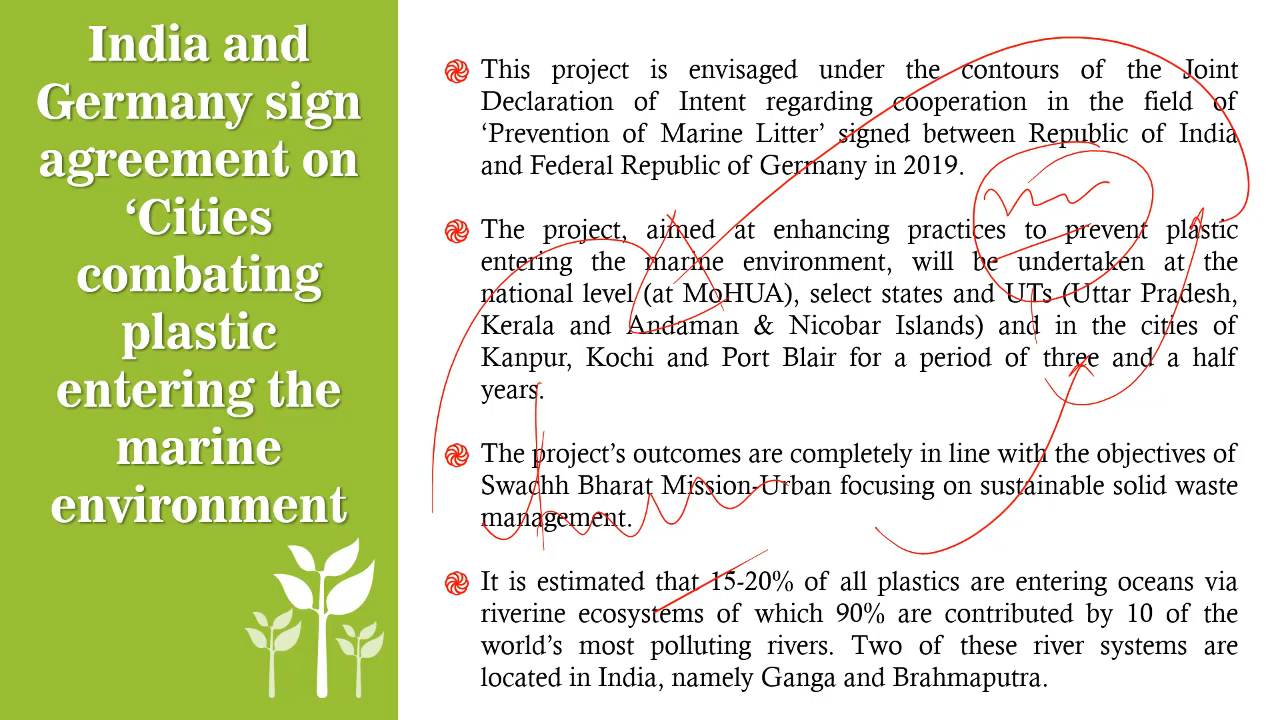 India and
Germany sign
agreement on
‘Cities
combating
plastic
entering the
marine
environment
This project is envisaged under the contours of the Joint
Declaration of Intent regarding cooperation in the field of
‘Prevention of Marine Litter’ signed between Republic of India
and Federal Republic of Germany in 2019.
The project, aimed at enhancing practices to prevent plastic
entering the marine environment, will be undertaken at the
national level (at MoHUA), select states and UTs (Uttar Pradesh,
Kerala and Andaman & Nicobar Islands) and in the cities of
Kanpur, Kochi and Port Blair for a period of three and a half
years.
The project’s outcomes are completely in line with the objectives of
Swachh Bharat Mission-Urban focusing on sustainable solid waste
management.
It is estimated that 15-20% of all plastics are entering oceans via
riverine ecosystems of which 90% are contributed by 10 of the
world’s most polluting rivers. Two of these river systems are
located in India, namely Ganga and Brahmaputra.